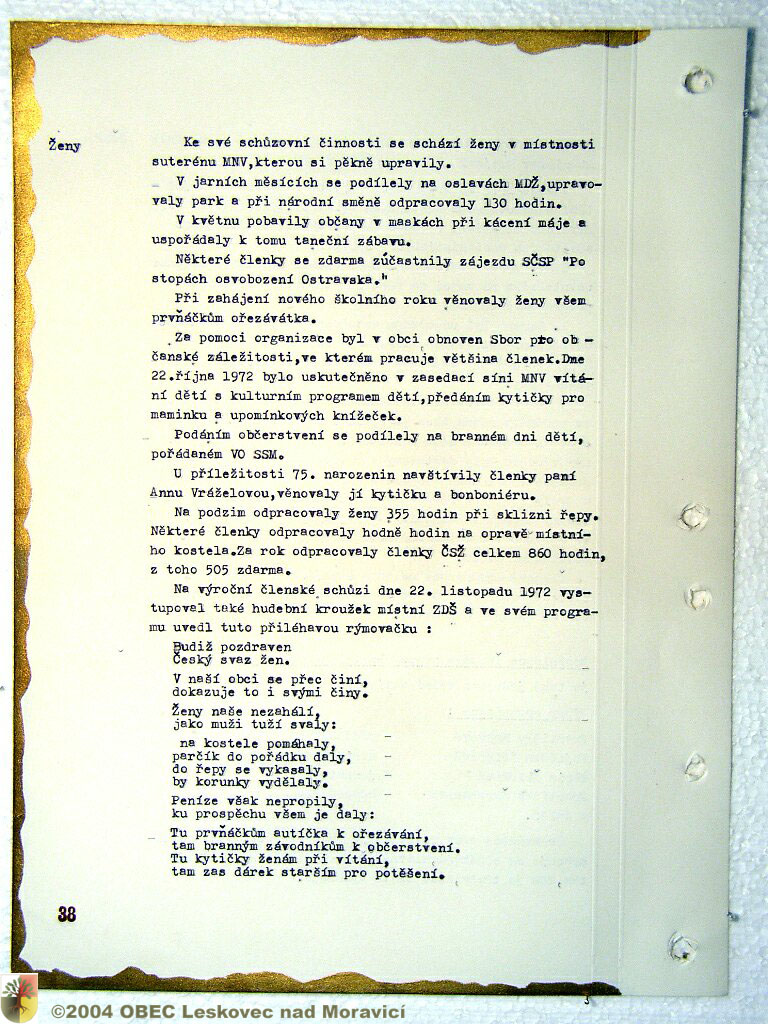 Ženy
Ke své schůzovní činnosti se schází ženy v místnosti
suterénu MNV,kterou si pěkně upravily.
V jarních měsících se podílely na oslavách MDŽ,upravo-
valy park a při národní směně odpracovaly 130 hodin.
V květnu pobavily občany v maskách při kácení máje a
uspořádaly k tomu taneční zábavu.
Některé členky se zdarma zúčastnily zájezdu SČSP "Po
stopách osvobození Ostravska."
Při zahájení nového školního roku věnovaly ženy všem
prvňáčkům ořezávátka.
Za pomoci organizace byl v obci obnoven Sbor pro ob -
čanské záležitosti,ve kterém pracuje většina členek.Dne
22.října 1972 bylo uskutečněno v zasedací síni MNV vítá-
ní dětí s kulturním programem dětí,předáním kytičky pro
maminku a upomínkových knížeček.
Podáním občerstvení se podílely na branném dni dětí,
pořádaném VO SSM.
U příležitosti 75. narozenin navštívily členky paní
Annu Vráželovou,věnovaly jí kytičku a bonboniéru.
Na podzim odpracovaly ženy 355 hodin při sklizni řepy.
Některé členky odpracovaly hodně hodin na opravě místní-
ho kostela.Za rok odpracovaly členky ČSŽ celkem 860 hodin,
z toho 505 zdarma.
Na výroční členské schůzi dne 22. listopadu 1972 vys-
tupoval také hudební kroužek místní ZDŠ a ve svém progra-
mu uvedl tuto přiléhavou rýmovačku :
Budiž pozdraven
Český svaz žen.
V naší obci se přec činí,
dokazuje to i svými činy.
Ženy naše nezahálí,
jako muži tuží svaly:
na kostele pomáhaly,
parčík do pořádku daly,
do řepy se vykasaly,
by korunky vydělaly.
Peníze však nepropily,
ku prospěchu všem je daly:
Tu prvňáčkům autíčka k ořezávání,
tam branným závodníkům k občerstvení.
Tu kytičky ženám při vítání,
tam zas dárek starším pro potěšení.
38
©2004 OBEC Leskovec nad Moravicí